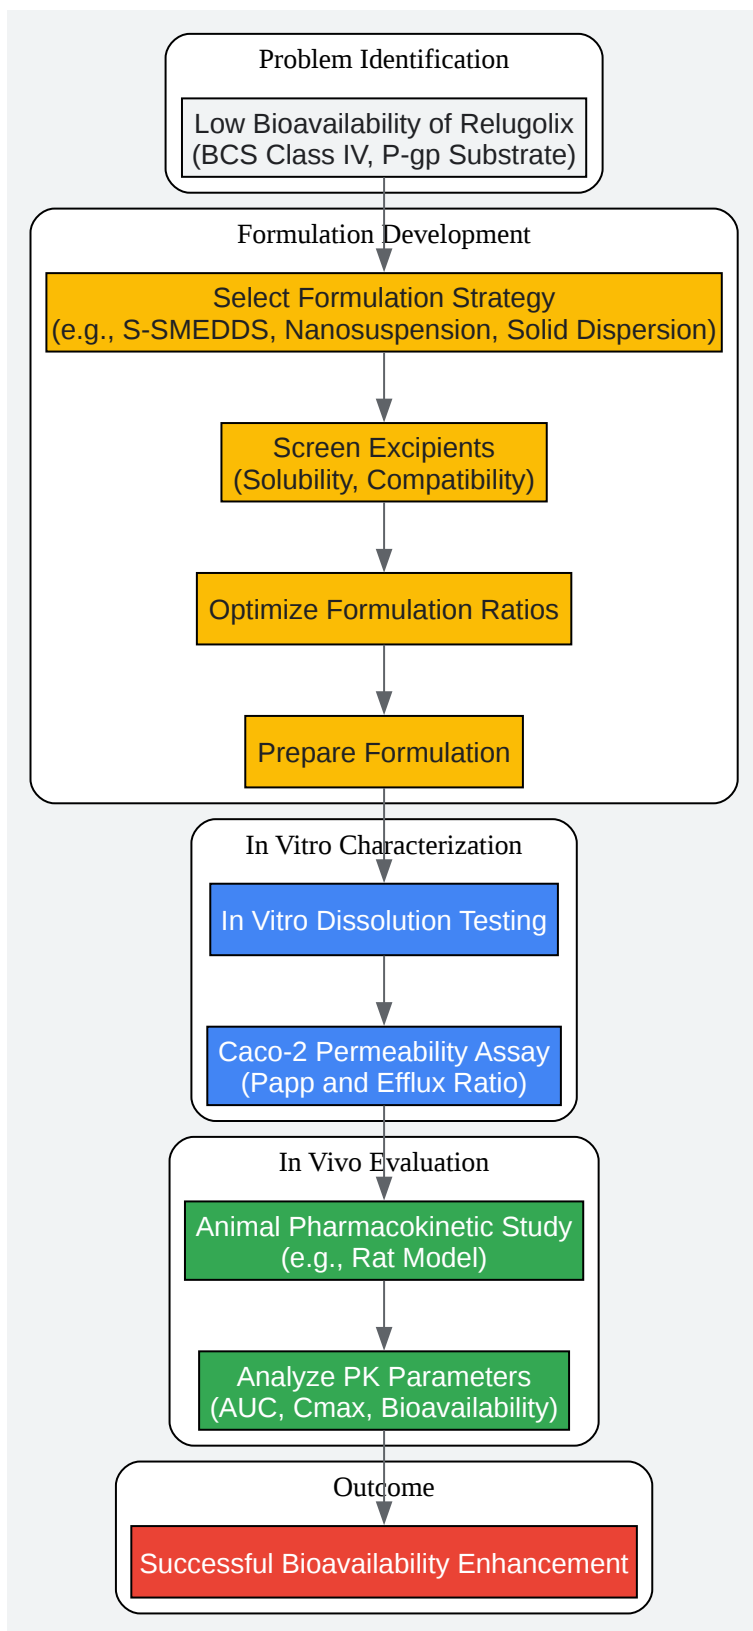 Problem Identification
Low Bioavailability of Relugolix
(BCS Class IV, P-gp Substrate)
Formulation Development
Select Formulation Strategy
(e.g., S-SMEDDS, Nanosuspension, Solid Dispersion)
Screen Excipients
(Solubility, Compatibility)
Optimize Formulation Ratios
Prepare Formulation
In Vitro Characterization
In Vitro Dissolution Testing
Caco-2 Permeability Assay
(Papp and Efflux Ratio)
In Vivo Evaluation
Animal Pharmacokinetic Study
(e.g., Rat Model)
Analyze PK Parameters
(AUC, Cmax, Bioavailability)
Outcome
Successful Bioavailability Enhancement